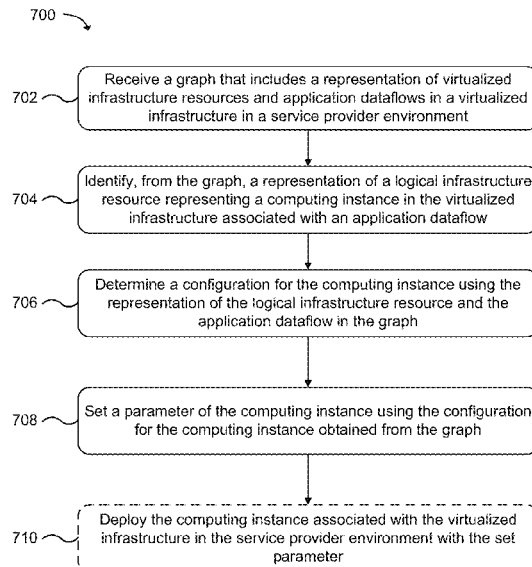 700
702
Receive a graph that includes a representation of virtualized
infrastructure resources and application dataflows in a virtualized
infrastructure in a service provider environment
704
Identify, from the graph, a representation of a logical infrastructure
resource representing a computing instance in the virtualized
infrastructure associated with an application dataflow
706
Determine a configuration for the computing instance using the
representation of the logical infrastructure resource and the
application dataflow in the graph
708
Set a parameter of the computing instance using the configuration
for the computing instance obtained from the graph
710
Deploy the computing instance associated with the virtualized
infrastructure in the service provider environment with the set
parameter